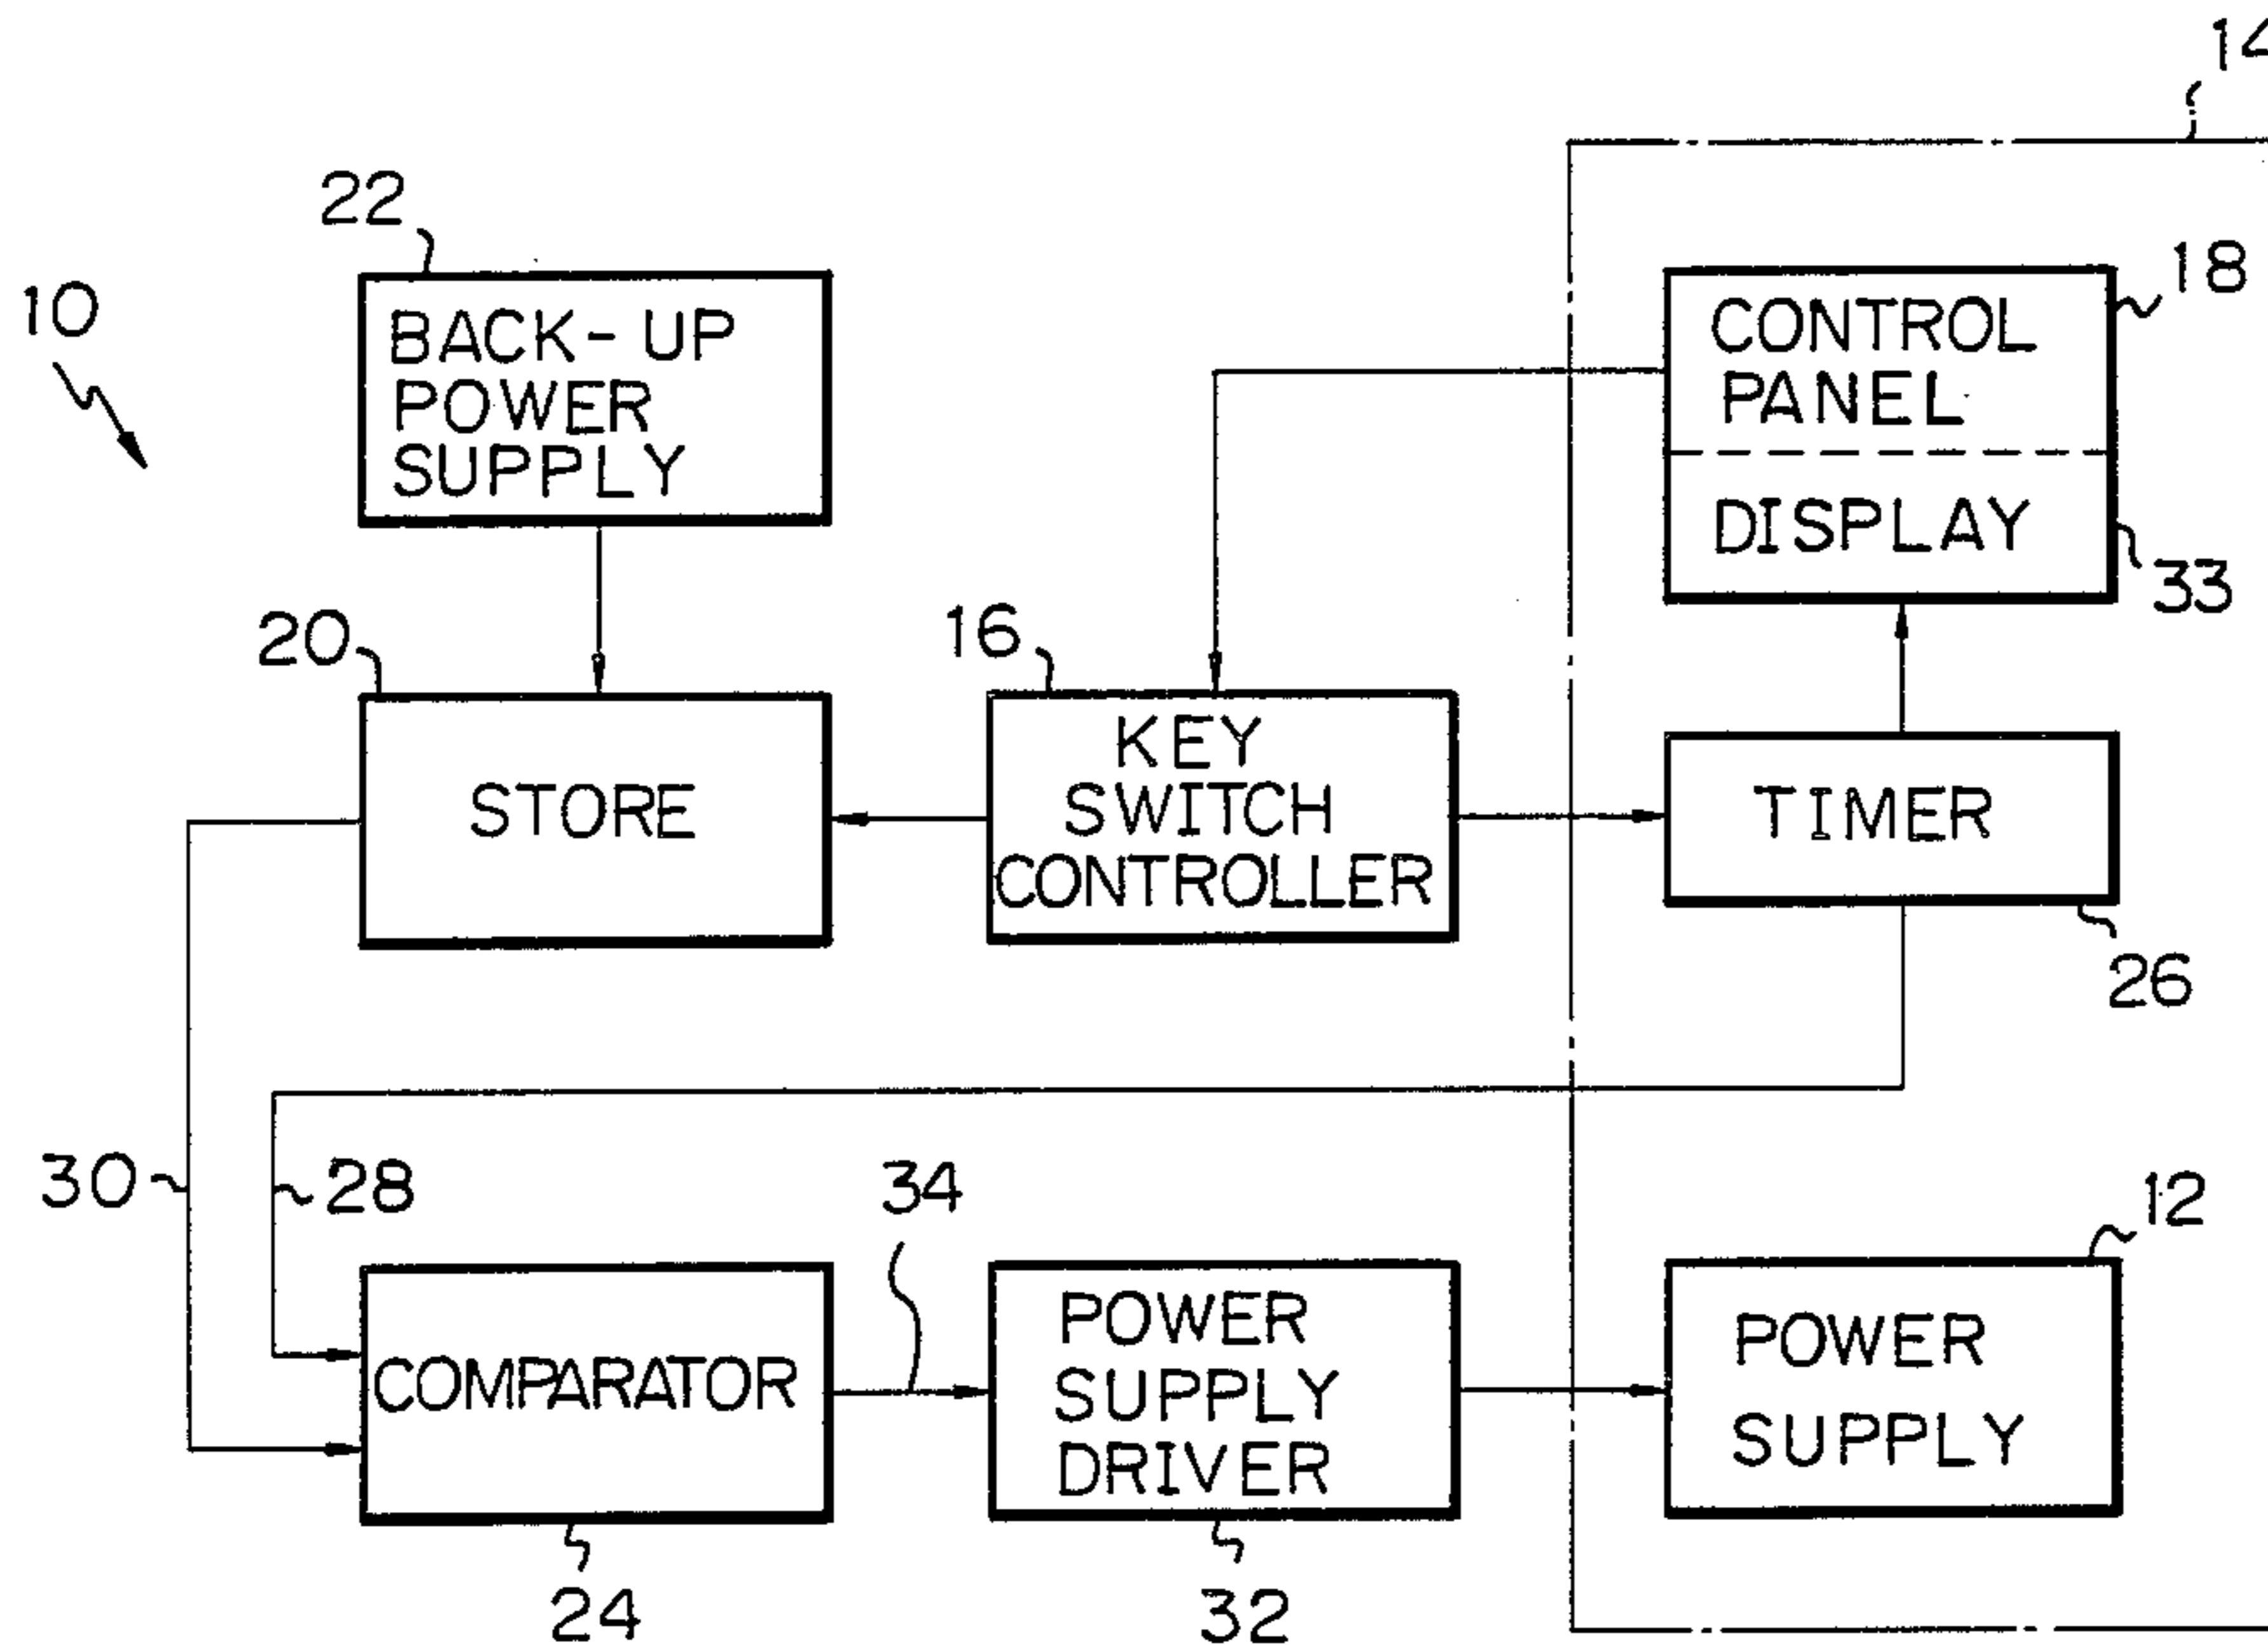 14
22
10
BACK-UP
POWER
SUPPLY
18
CONTROL
PANEL
DISPLAY
33
20
16
STORE
KEY
SWITCH
CONTROLLER
TIMER
26
30
28
34
12
COMPARATOR
POWER
SUPPLY
DRIVER
POWER
SUPPLY
24
32